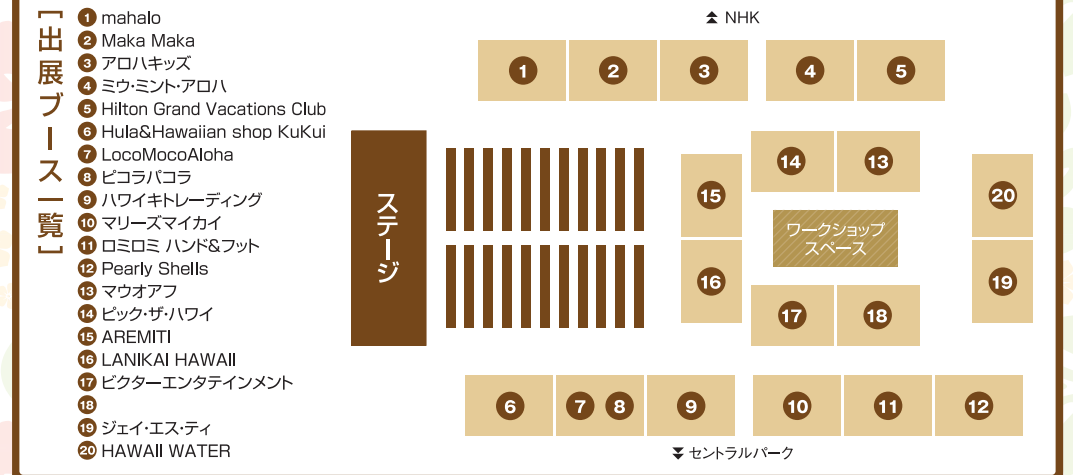 ［出展ブース一覧］
1 mahalo
2 Maka Maka
3 アロハキッズ
4 ミウ・ミント・アロハ
5 Hilton Grand Vacations Club
6 Hula&Hawaiian shop KuKui
7 LocoMocoAloha
8 ピコラパコラ
9 ハワイキトレーディング
10 マリーズマイカイ
11 ロミロミ ハンド&フット
12 Pearly Shells
13 マウオアフ
14 ピック・ザ・ハワイ
15 AREMITI
16 LANIKAI HAWAII
17 ビクターエンタテインメント
18
19 ジェイ・エス・ティ
20 HAWAII WATER
NHK
1 2 3 4 5
ステージ
14 13
15
20
ワークショップ
スペース
16
19
17 18
6 7 8 9 10 11 12
セントラルパーク